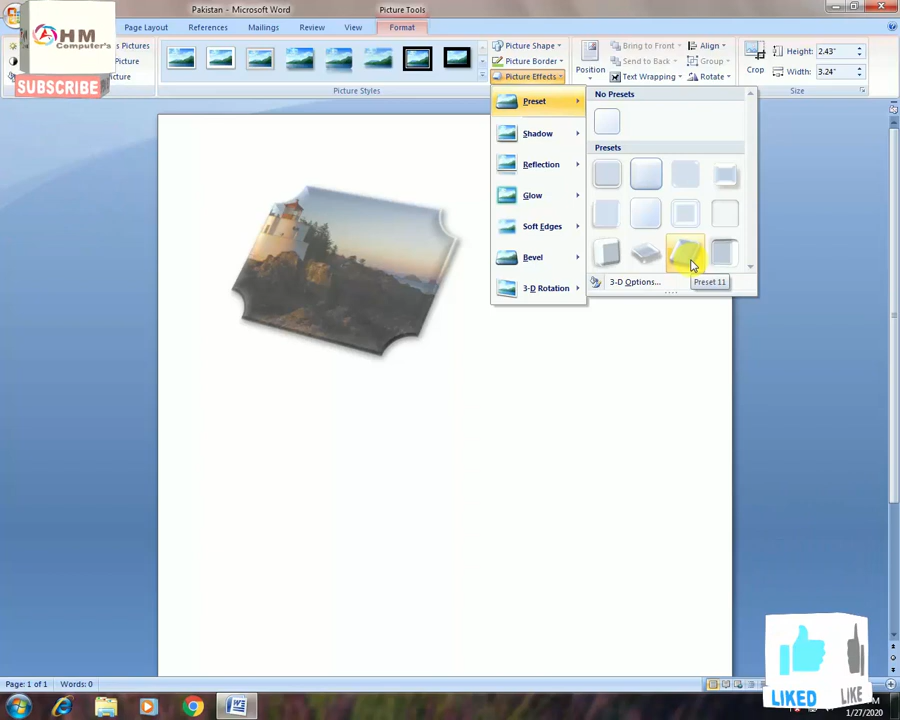 Pakistan - Microsoft Word
Picture Tools
Page Layout
References
Mailings
Review
View
Format
AHM
Computer's
SUBSCRIBE
Pictures
Picture
Picture Shape
Picture Border
Picture Effects
Position
Bring to Front
Send to Back
Text Wrapping
Align
Group
Rotate
Crop
Height:
2.43"
Width:
3.24"
Picture Styles
Size
Preset
Shadow
Reflection
Glow
Soft Edges
Bevel
3-D Rotation
No Presets
Presets
3-D Options...
Preset 11
LIKED
LIKE
Page: 1 of 1
Words: 0
1/27/2020